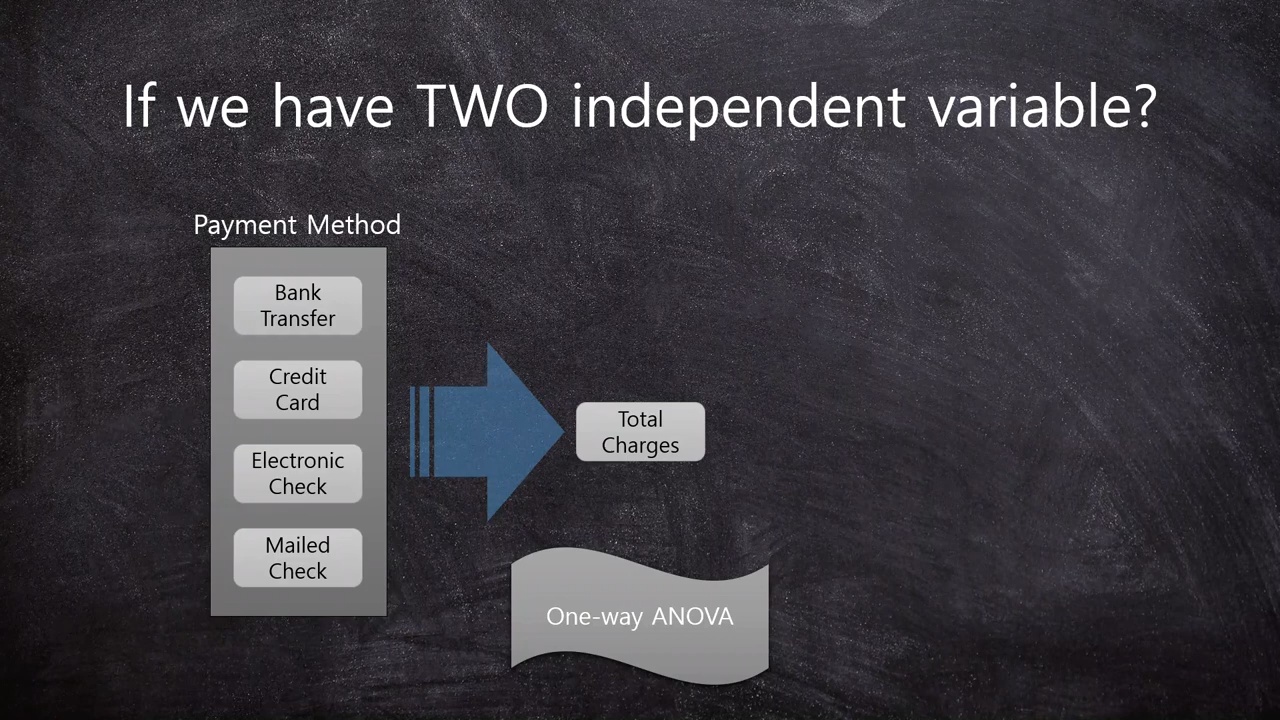 If we have TWO independent variable?
Payment Method
Bank
Transfer
Credit
Card
Electronic
Check
Mailed
Check
Total
Charges
One-way ANOVA